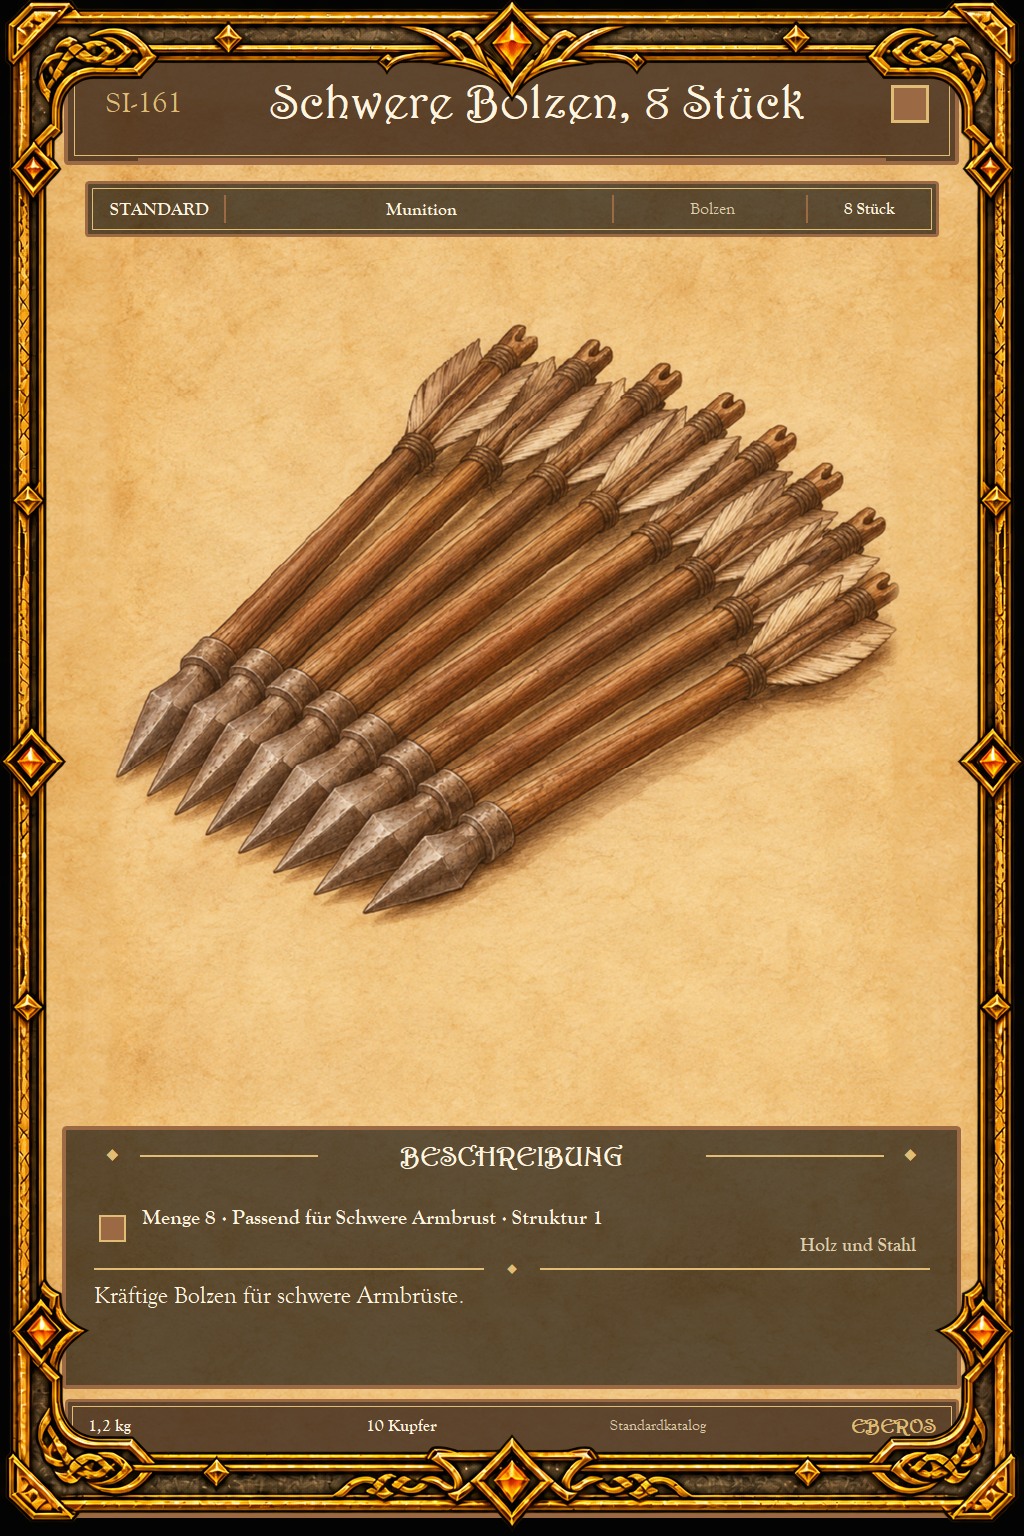 SI-161
Schwere Bolzen, 8 Stück
STANDARD
Munition
Bolzen
8 Stück
BESCHREIBUNG
Menge 8 · Passend für Schwere Armbrust · Struktur 1
Holz und Stahl
Kräftige Bolzen für schwere Armbrüste.
1,2 kg
10 Kupfer
Standardkatalog
EBEROS